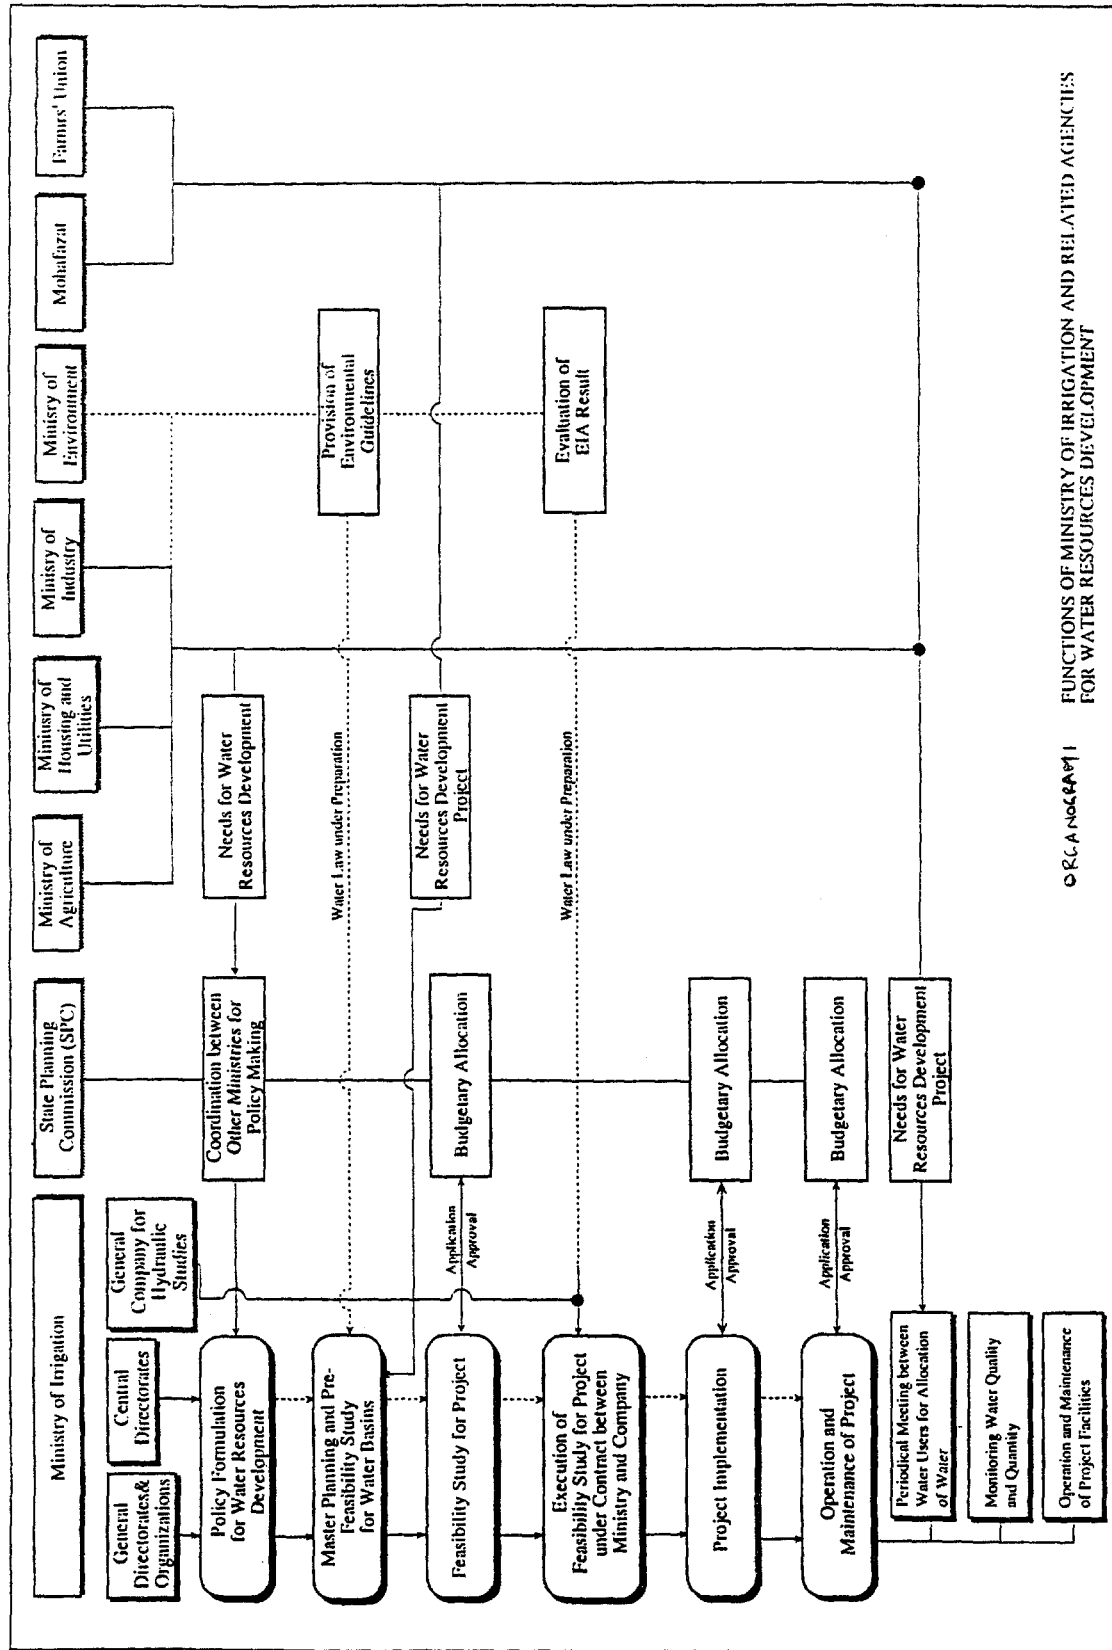 Ministry of Irrigation
State Planning
Commission (SPC)
Ministry of
Agriculture
Miniusry of
Housing and
Utilities
Minisry of
Industry
Ministry of
Environment
Mohafazat
Farmrs' Union
General
Directorates&
Organizations
Central
Directorates
General
Company for
Hydraulic
Studies
Policy Formulation
for Water Resources
Development
Coordination between
Other Ministries for
Policy Making
Needs for Water
Resources Development
Master Planning and Pre-
Feasibility Study
for Water Basins
Water Law under Preparation
Provision of
Environmental
Guidelines
Feasibility Study for Project
Application
Approval
Budgetary Allocation
Needs for Water
Resources Development
Project
Execution of
Feasibility Study for Project
under Contract between
Ministry and Company
Water Law under Preparation
Evaluation of
EIA Result
Project Implementation
Application
Approval
Budgetary Allocation
Operation and
Maintenance of Project
Application
Approval
Budgetary Allocation
Periodical Meeting between
Water Users for Allocation
of Water
Needs for Water
Resources Development
Project
Monitoring Water Quality
and Quantity
Operation and Maintenance
of Project Facilities
ORGANOGRAM 1
FUNCTIONS OF MINISTRY OF IRRIGATION AND RELATED AGENCIES
FOR WATER RESOURCES DEVELOPMENT